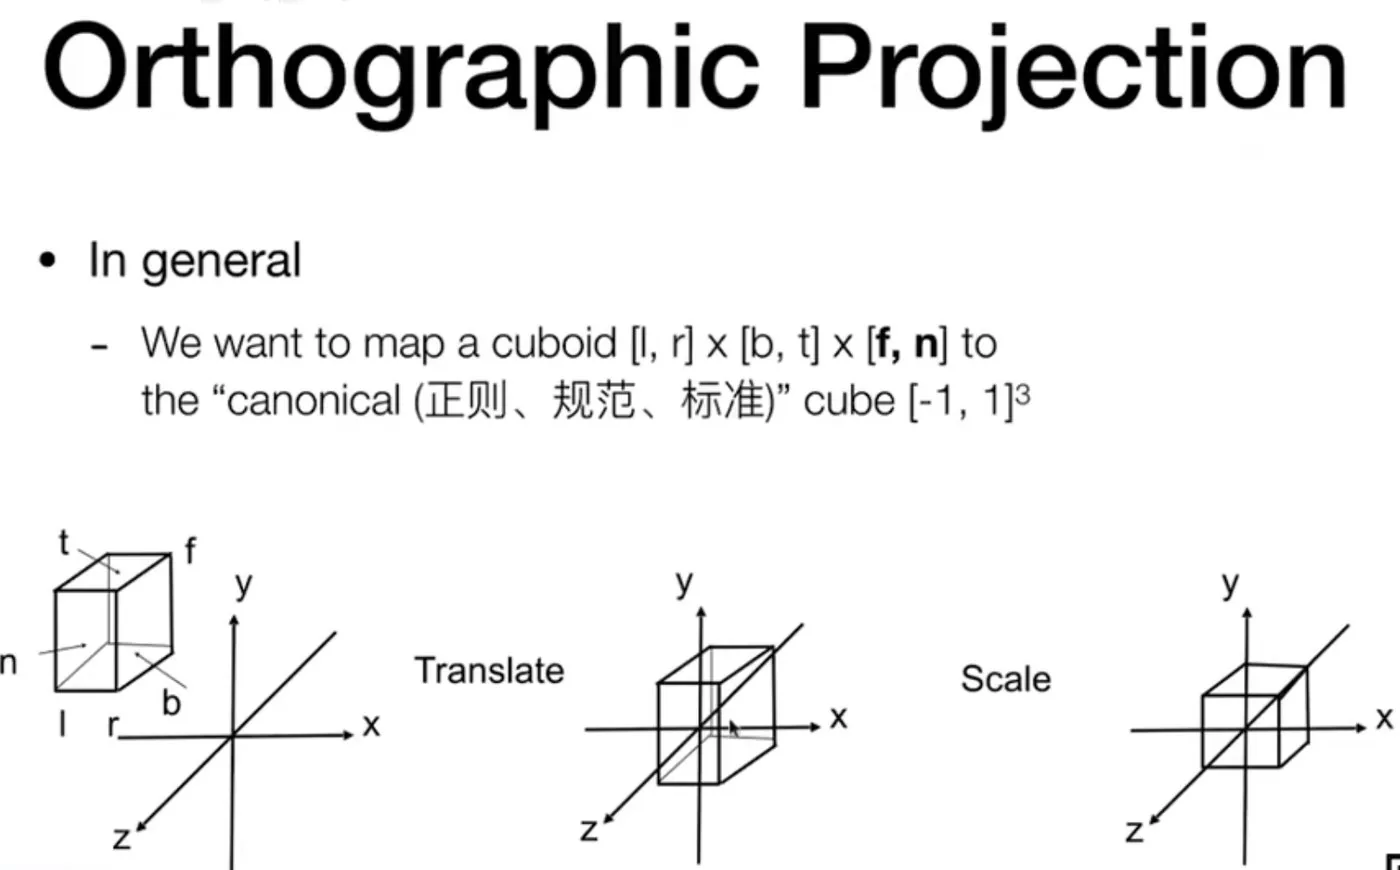 Orthographic Projection
• In general
- We want to map a cuboid [l, r] x [b, t] x [f, n] to
the “canonical (正则、规范、标准)” cube [-1, 1]³
t
f
y
n
b
l
r
x
z
Translate
y
x
z
Scale
y
x
z